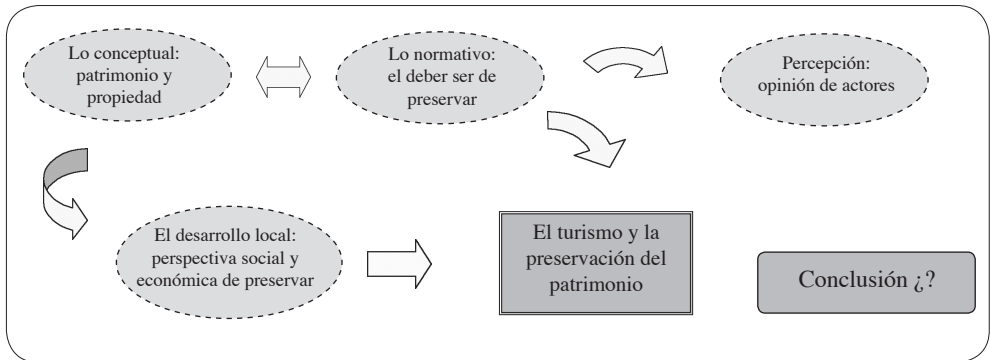 Lo conceptual:
patrimonio y
propiedad
Lo normativo:
el deber ser de
preservar
Percepción:
opinión de actores
El desarrollo local:
perspectiva social y
económica de preservar
El turismo y la
preservación del
patrimonio
Conclusión ¿?